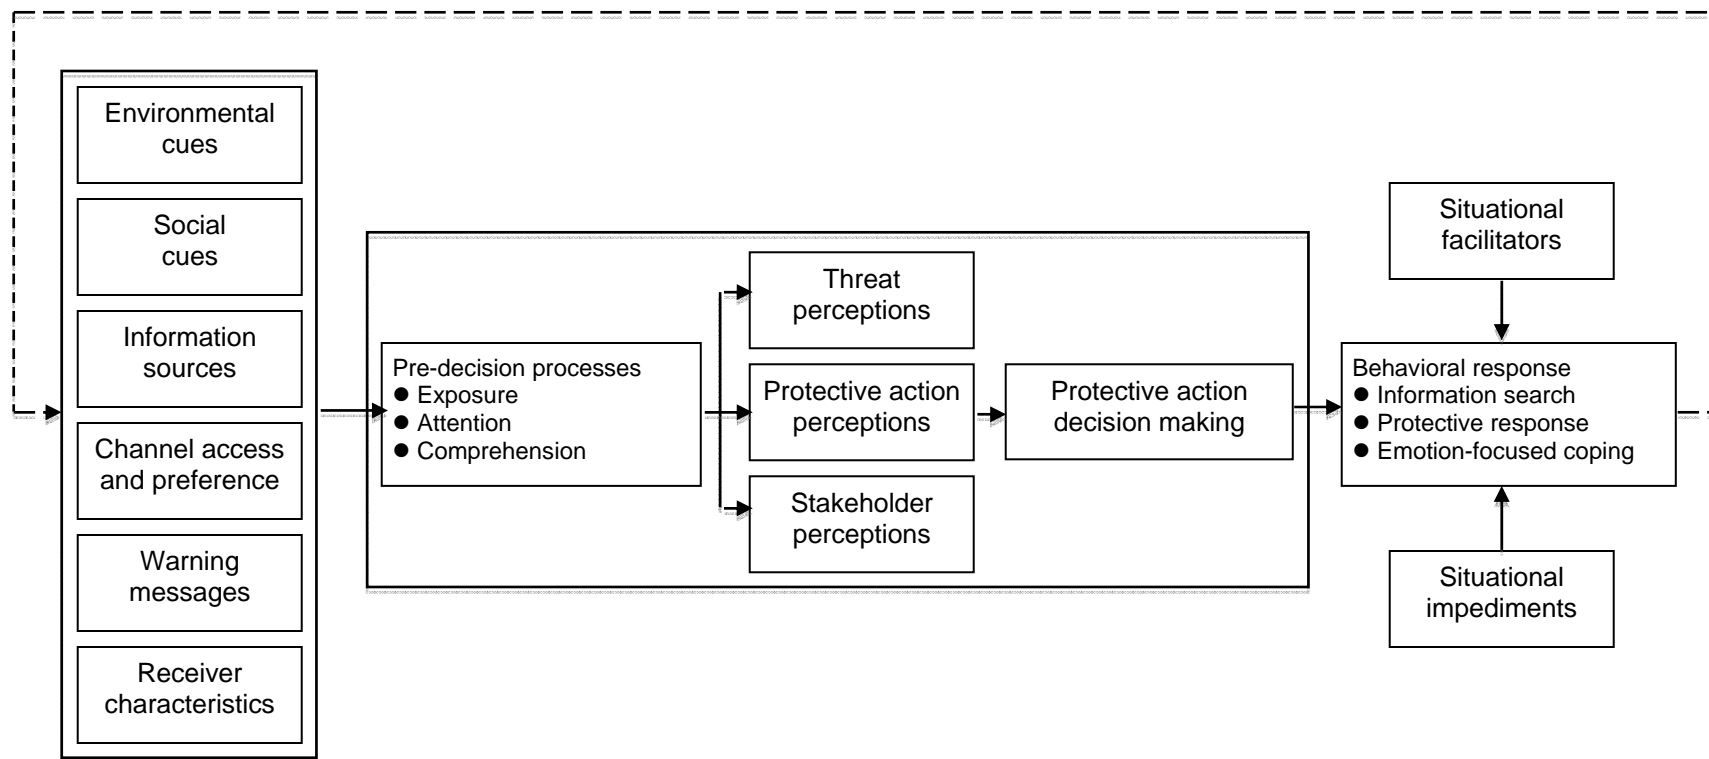 Environmental
cues
Social
cues
Information
sources
Channel access
and preference
Warning
messages
Receiver
characteristics
Pre-decision processes
● Exposure
● Attention
● Comprehension
Threat
perceptions
Protective action
perceptions
Stakeholder
perceptions
Protective action
decision making
Situational
facilitators
Behavioral response
● Information search
● Protective response
● Emotion-focused coping
Situational
impediments